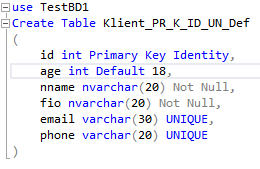 use TestBD1
Create Table Klient_PR_K_ID_UN_Def
(
id int Primary Key Identity,
age int Default 18,
nname nvarchar(20) Not Null,
fio nvarchar(20) Not Null,
email varchar(30) UNIQUE,
phone varchar(20) UNIQUE
)